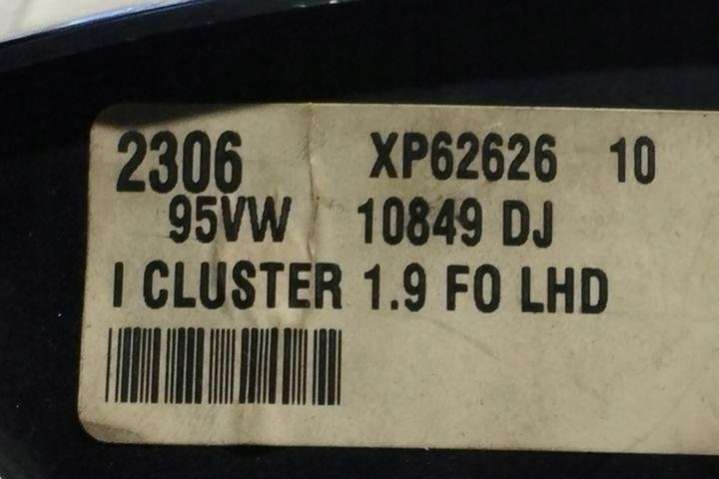 2306 XP62626 10
95VW 10849 DJ
I CLUSTER 1.9 FO LHD